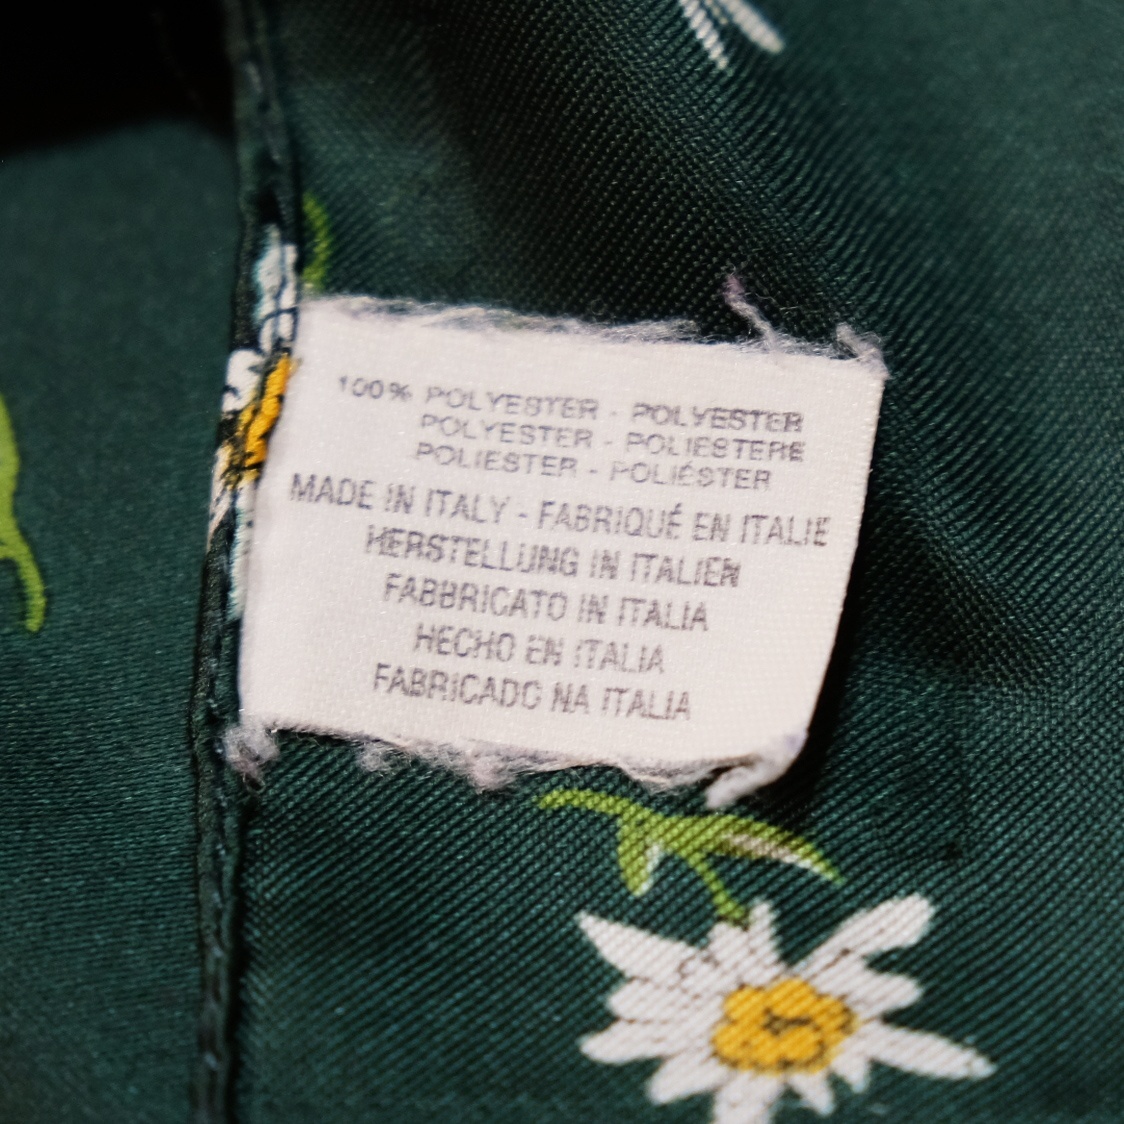 100% POLYESTER - POLYESTER
POLYESTER - POLIESTERE
POLIESTER - POLIÉSTER
MADE IN ITALY - FABRIQUÉ EN ITALIE
HERSTELLUNG IN ITALIEN
FABBRICATO IN ITALIA
HECHO EN ITALIA
FABRICADO NA ITALIA